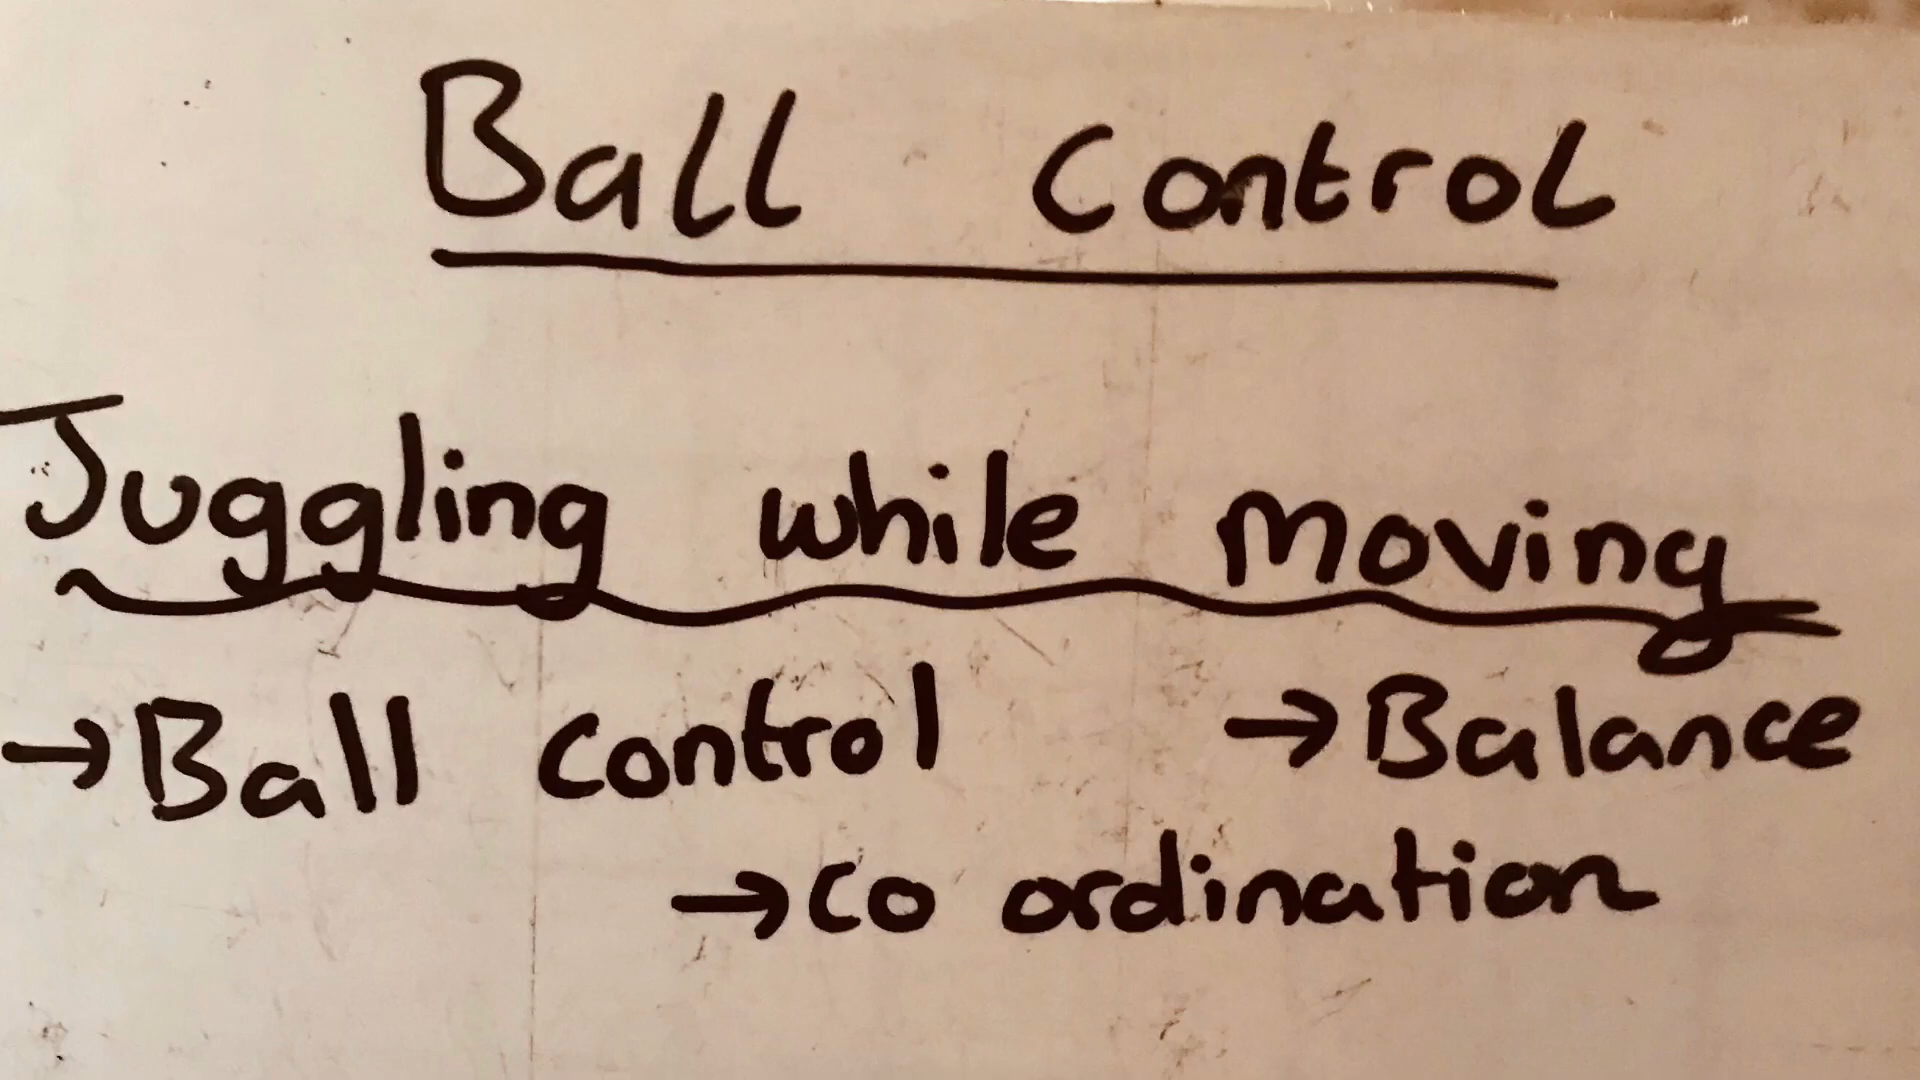 Ball Control
Juggling while moving
→Ball control →Balance
→Co ordination